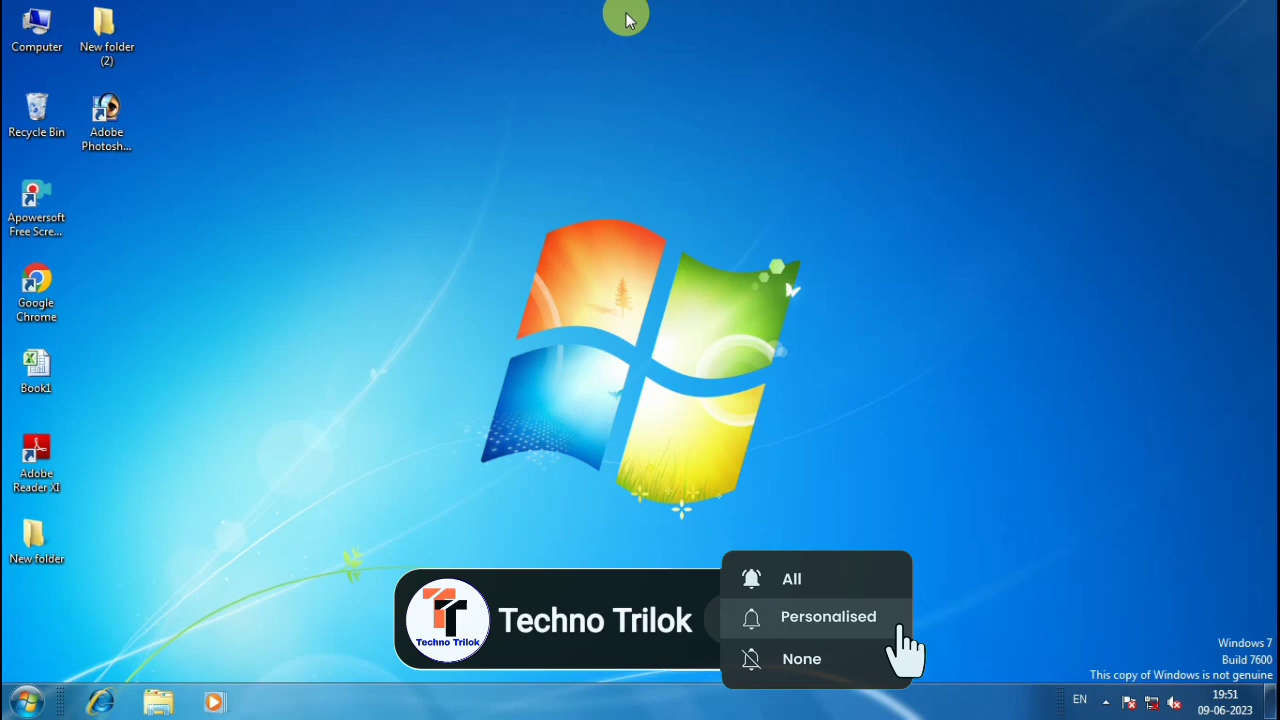 Computer
New folder
(2)
Recycle Bin
Adobe
Photosh...
Apowersoft
Free Scre...
Google
Chrome
Book1
Adobe
Reader XI
New folder
Techno Trilok
Techno Trilok
All
Personalised
None
Windows 7
Build 7600
This copy of Windows is not genuine
EN
19:51
09-06-2023